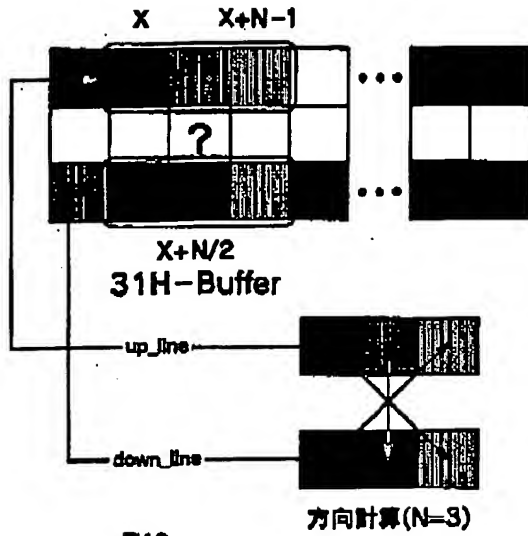 X X+N-1
?
X+N/2
31H-Buffer
up_line
down_line
方向計算(N=3)